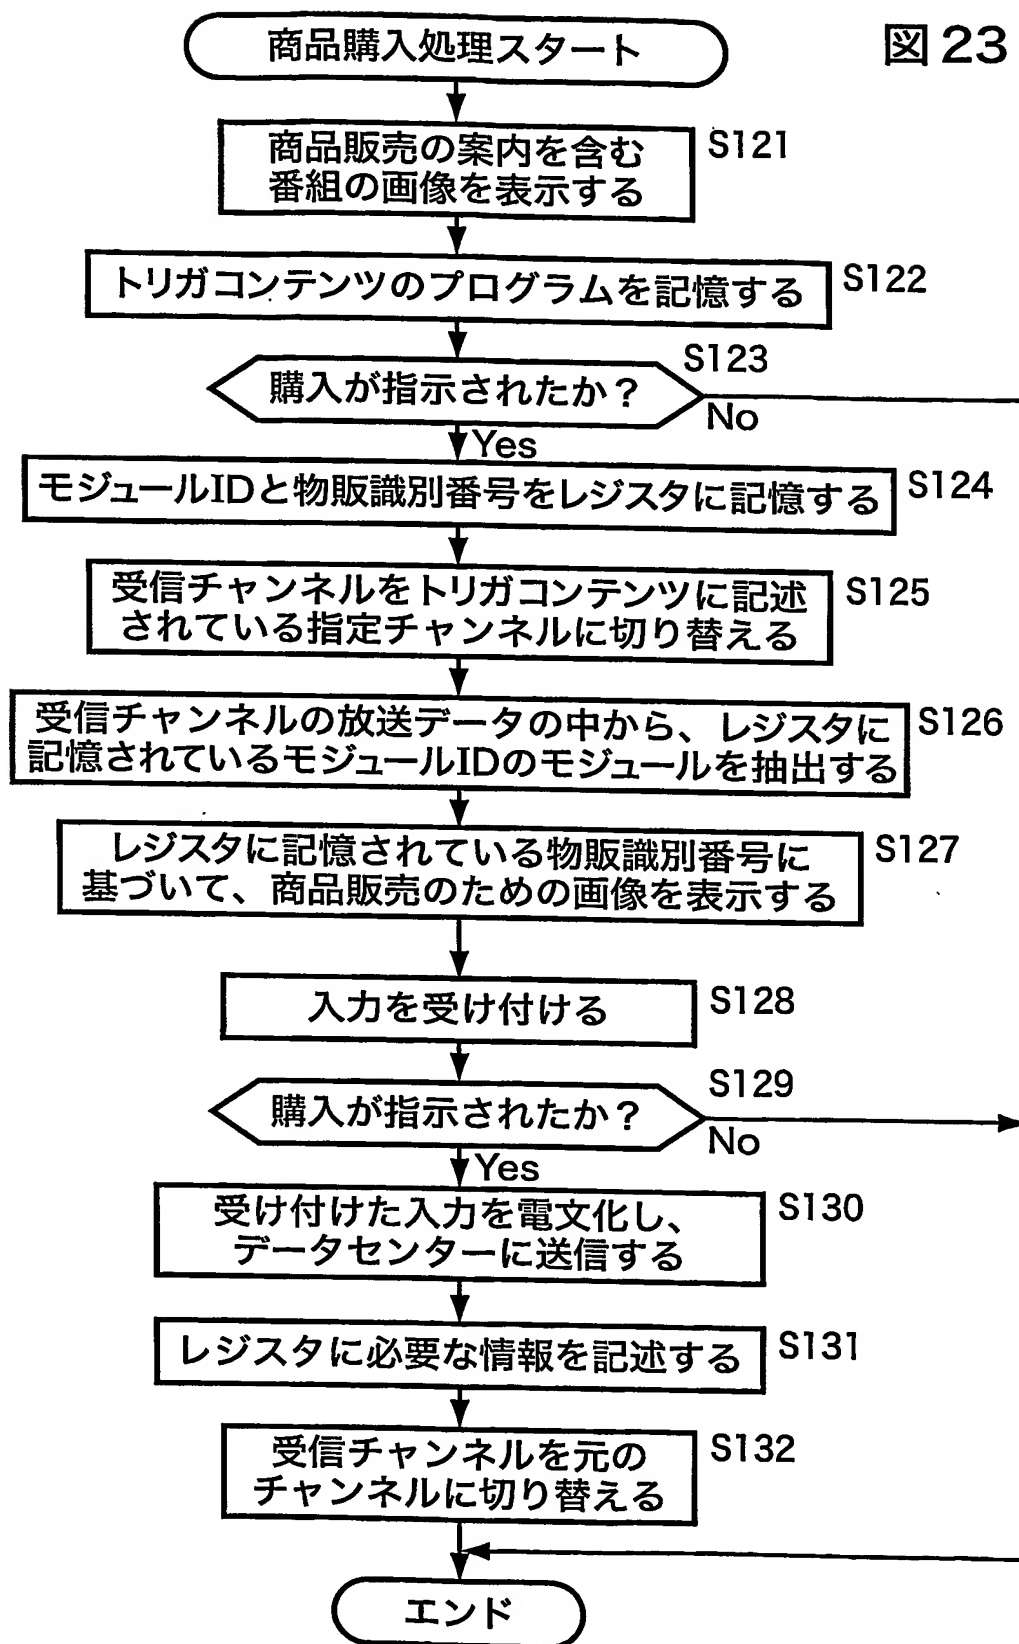 図23
商品購入処理スタート
商品販売の案内を含む
番組の画像を表示する
S121
トリガコンテンツのプログラムを記憶する
S122
購入が指示されたか？
S123
No
Yes
モジュールIDと物販識別番号をレジスタに記憶する
S124
受信チャンネルをトリガコンテンツに記述
されている指定チャンネルに切り替える
S125
受信チャンネルの放送データの中から、レジスタに
記憶されているモジュールIDのモジュールを抽出する
S126
レジスタに記憶されている物販識別番号に
基づいて、商品販売のための画像を表示する
S127
入力を受け付ける
S128
購入が指示されたか？
S129
No
Yes
受け付けた入力を電文化し、
データセンターに送信する
S130
レジスタに必要な情報を記述する
S131
受信チャンネルを元の
チャンネルに切り替える
S132
エンド